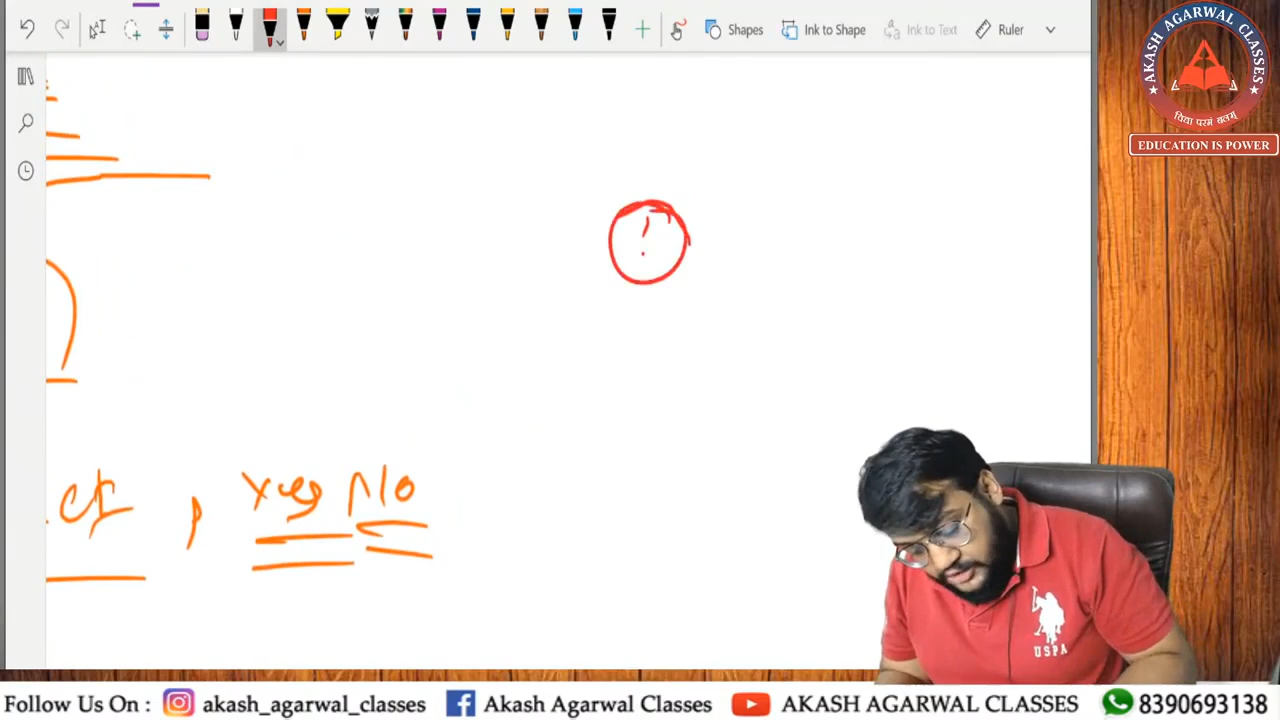 Shapes Ink to Shape Ink to Text Ruler
AKASH AGARWAL CLASSES
विद्या परमं बलम्
EDUCATION IS POWER
!
, Yes No
USPA
Follow Us On : akash_agarwal_classes Akash Agarwal Classes AKASH AGARWAL CLASSES 8390693138